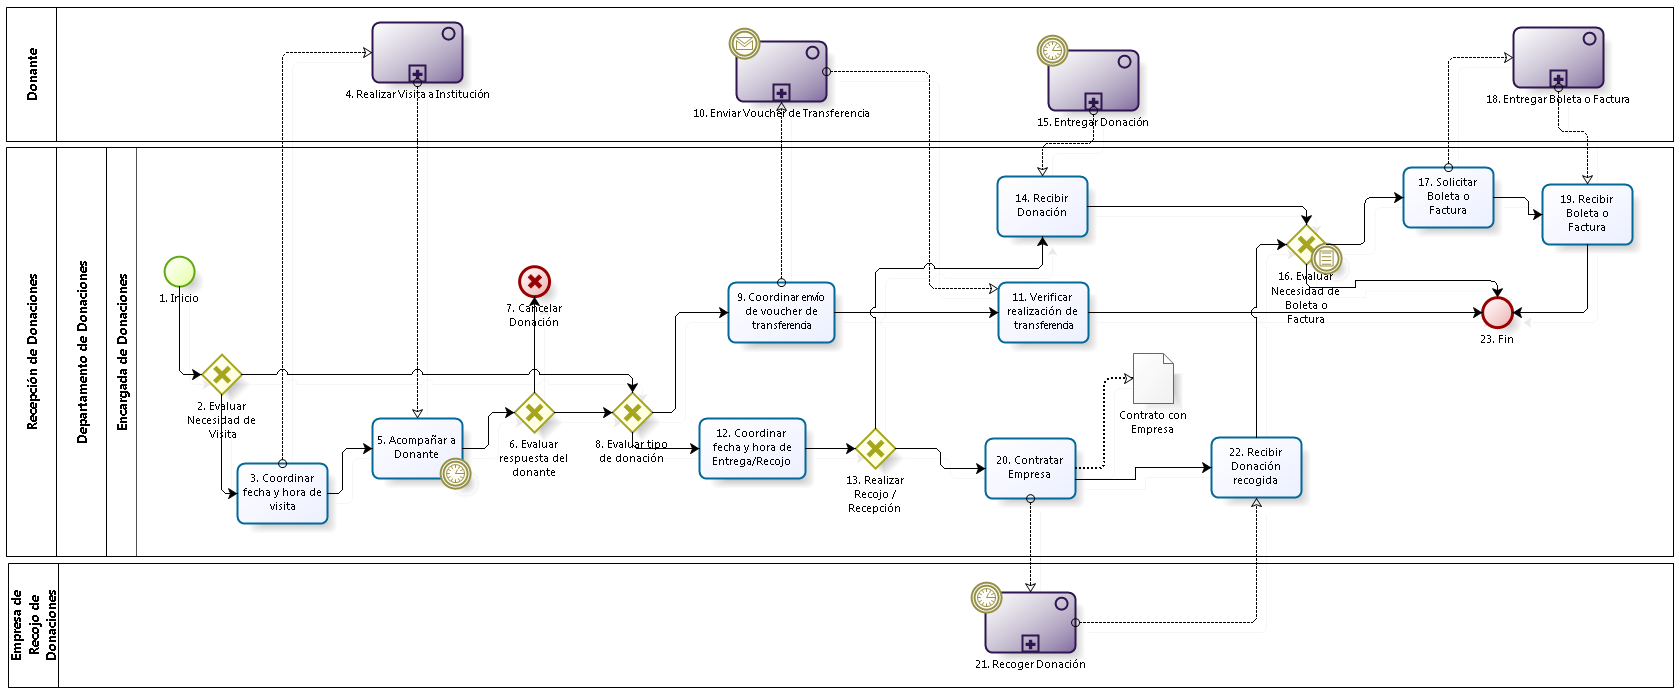 Donante
4. Realizar Visita a Institución
10. Enviar Voucher de Transferencia
15. Entregar Donación
18. Entregar Boleta o Factura
Recepción de Donaciones
Departamento de Donaciones
Encargada de Donaciones
1. Inicio
2. Evaluar
Necesidad de
Visita
3. Coordinar
fecha y hora de
visita
5. Acompañar a
Donante
6. Evaluar
respuesta del
donante
7. Cancelar
Donación
8. Evaluar tipo
de donación
9. Coordinar envío
de voucher de
transferencia
11. Verificar
realización de
transferencia
12. Coordinar
fecha y hora de
Entrega/Recojo
13. Realizar
Recojo /
Recepción
14. Recibir
Donación
16. Evaluar
Necesidad de
Boleta o
Factura
17. Solicitar
Boleta o
Factura
19. Recibir
Boleta o
Factura
20. Contratar
Empresa
Contrato con
Empresa
22. Recibir
Donación
recogida
23. Fin
Empresa de
Recojo de
Donaciones
21. Recoger Donación